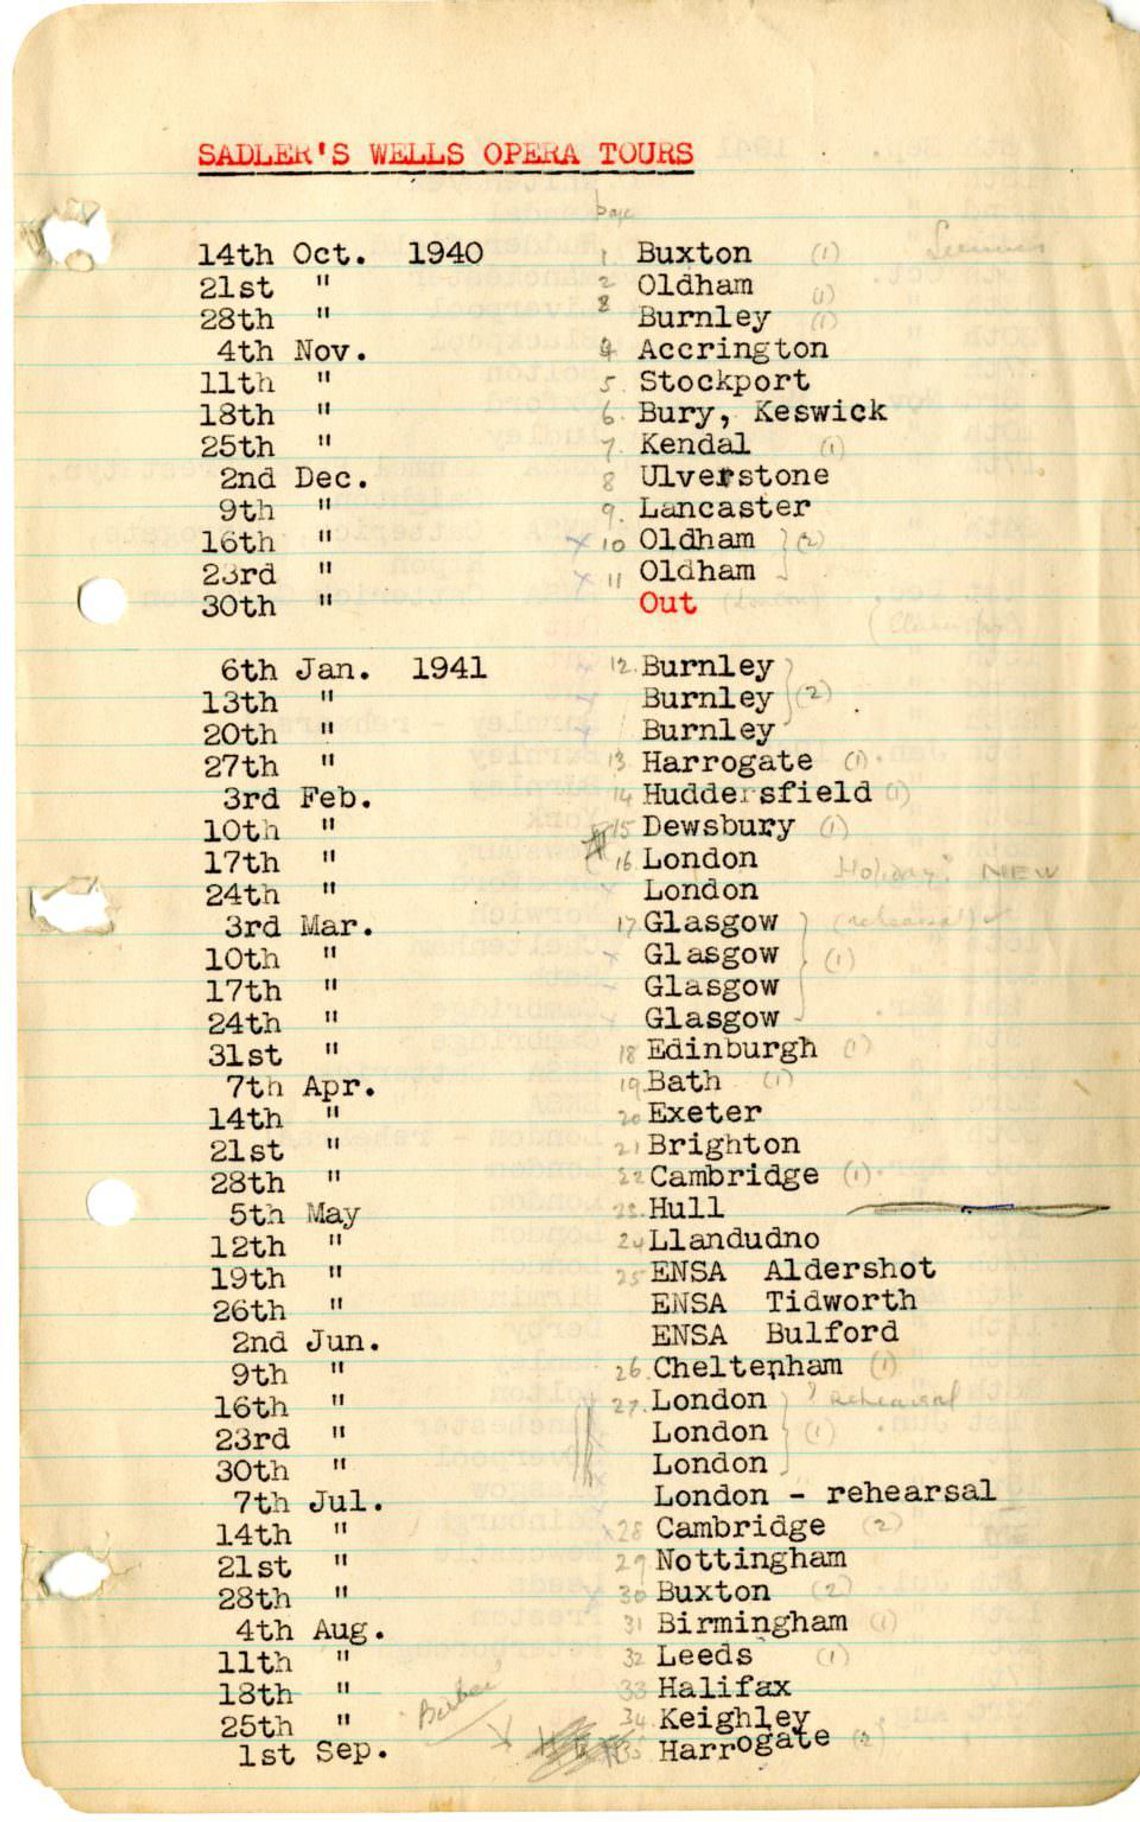 SADLER'S WELLS OPERA TOURS
page
14th Oct. 1940 1 Buxton (1)
21st " 2 Oldham (1)
28th " 3 Burnley (1)
4th Nov. 4 Accrington
11th " 5. Stockport
18th " 6. Bury, Keswick
25th " 7. Kendal (1)
2nd Dec. 8 Ulverstone
9th " 9. Lancaster
16th " x 10 Oldham } (2)
23rd " x 11 Oldham
30th " Out (London)
6th Jan. 1941 12. Burnley
13th " Burnley } (2)
20th " Burnley
27th " 13 Harrogate (1)
3rd Feb. 14 Huddersfield (1)
10th " 15 Dewsbury (1)
17th " 16 London Holiday? NEW
24th " London
3rd Mar. 17 Glasgow (rehearsal)
10th " Glasgow } (1)
17th " Glasgow
24th " Glasgow
31st " 18 Edinburgh (1)
7th Apr. 19. Bath (1)
14th " 20 Exeter
21st " 21 Brighton
28th " 22 Cambridge (1)
5th May 23. Hull
12th " 24 Llandudno
19th " 25 ENSA Aldershot
26th " ENSA Tidworth
2nd Jun. ENSA Bulford
9th " 26. Cheltenham (1)
16th " 27. London ? rehearsal
23rd " London } (1)
30th " London
7th Jul. London - rehearsal
14th " x 28 Cambridge (2)
21st " 29 Nottingham
28th " x 30 Buxton (2)
4th Aug. 31 Birmingham (1)
11th " 32 Leeds (1)
18th " 33 Halifax
25th " 34. Keighley
1st Sep. 35 Harrogate (2)